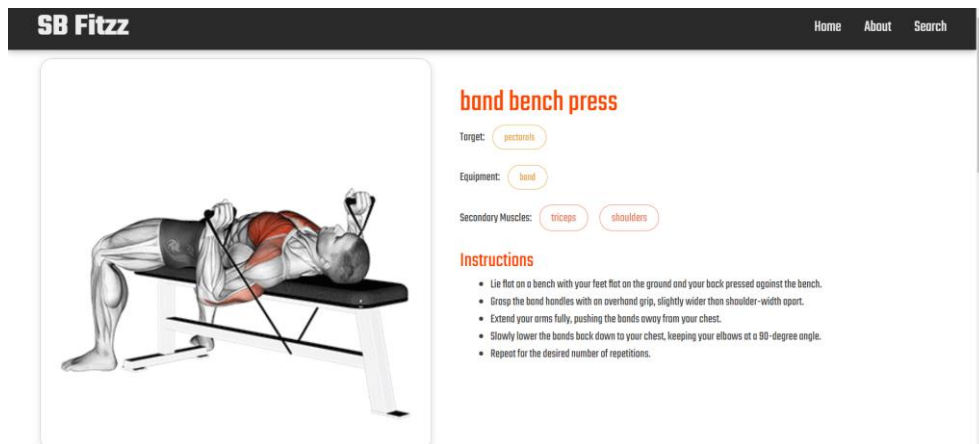 SB Fitzz
Home About Search
band bench press
Target: pectorals
Equipment: band
Secondary Muscles: triceps shoulders
Instructions
• Lie flat on a bench with your feet flat on the ground and your back pressed against the bench.
• Grasp the band handles with an overhand grip, slightly wider than shoulder-width apart.
• Extend your arms fully, pushing the bands away from your chest.
• Slowly lower the bands back down to your chest, keeping your elbows at a 90-degree angle.
• Repeat for the desired number of repetitions.